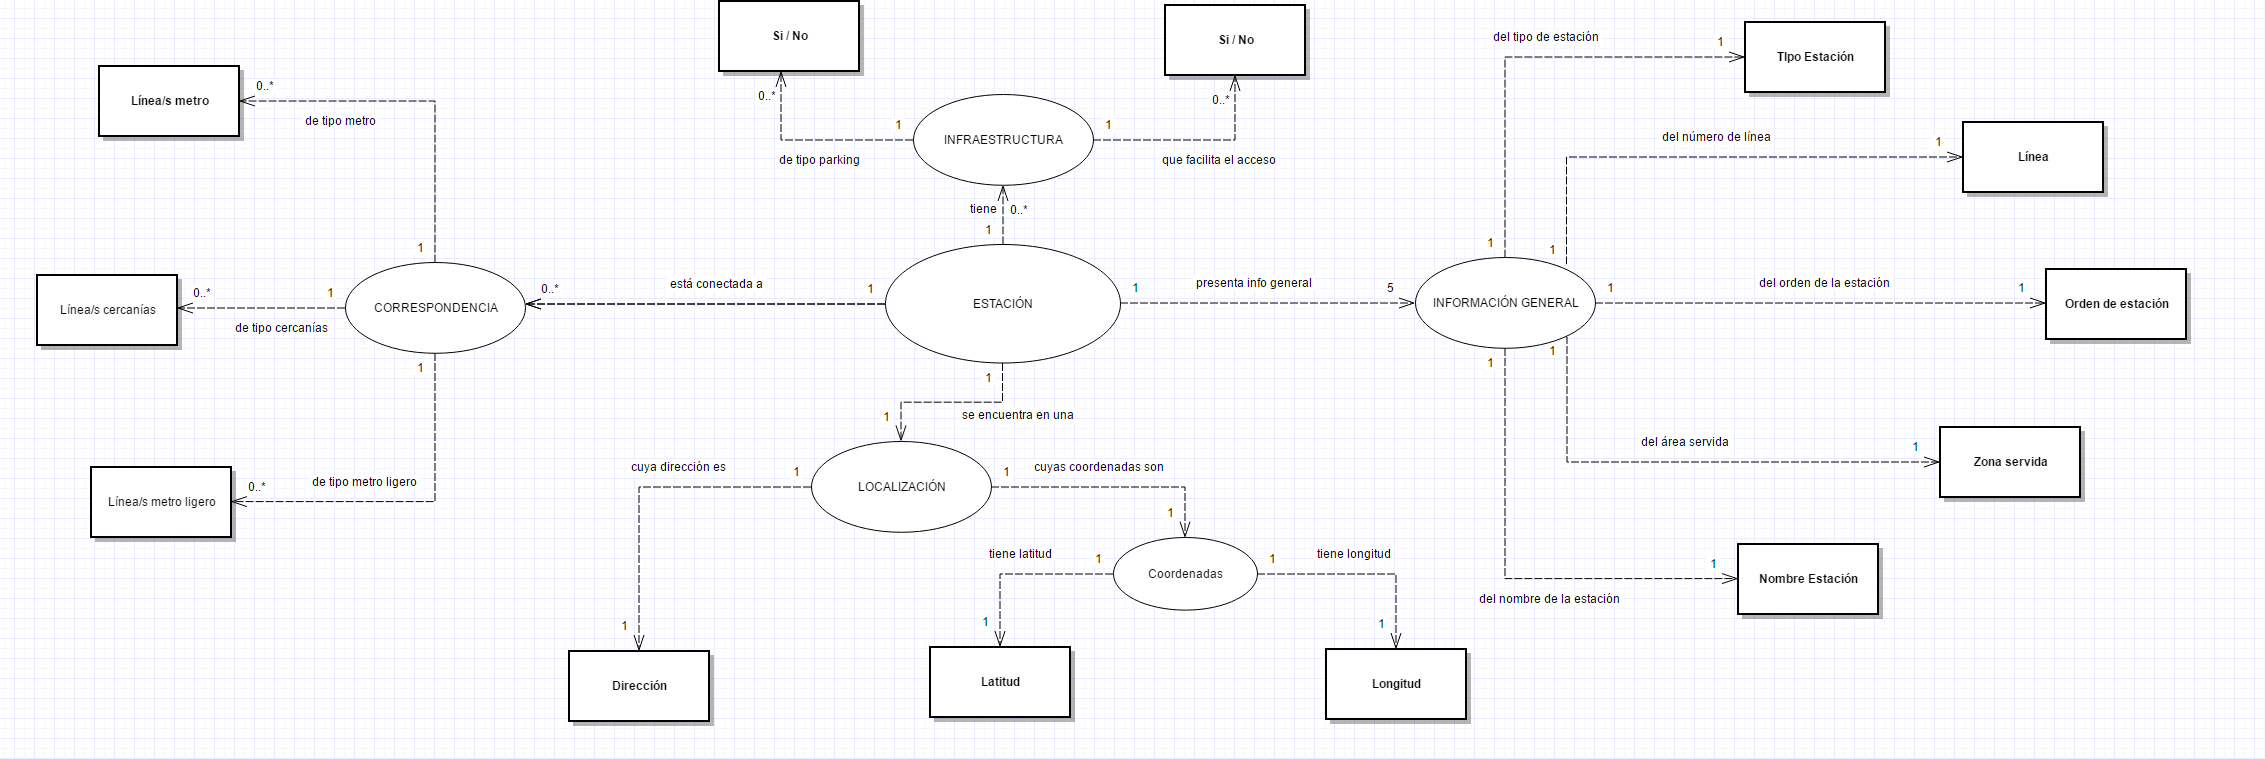 Si / No
Si / No
del tipo de estación
1
TIpo Estación
Línea/s metro
0..*
de tipo metro
0..*
0..*
1
INFRAESTRUCTURA
1
de tipo parking
que facilita el acceso
del número de línea
1
Línea
tiene
0..*
1
1
1
1
CORRESPONDENCIA
Línea/s cercanías
0..*
1
de tipo cercanías
0..*
está conectada a
1
ESTACIÓN
1
presenta info general
5
INFORMACIÓN GENERAL
1
del orden de la estación
1
Orden de estación
1
1
1
1
1
se encuentra en una
del área servida
1
Zona servida
cuya dirección es
1
LOCALIZACIÓN
1
cuyas coordenadas son
1
Línea/s metro ligero
0..*
de tipo metro ligero
tiene latitud
1
Coordenadas
1
tiene longitud
1
Nombre Estación
del nombre de la estación
1
Dirección
1
Latitud
1
Longitud